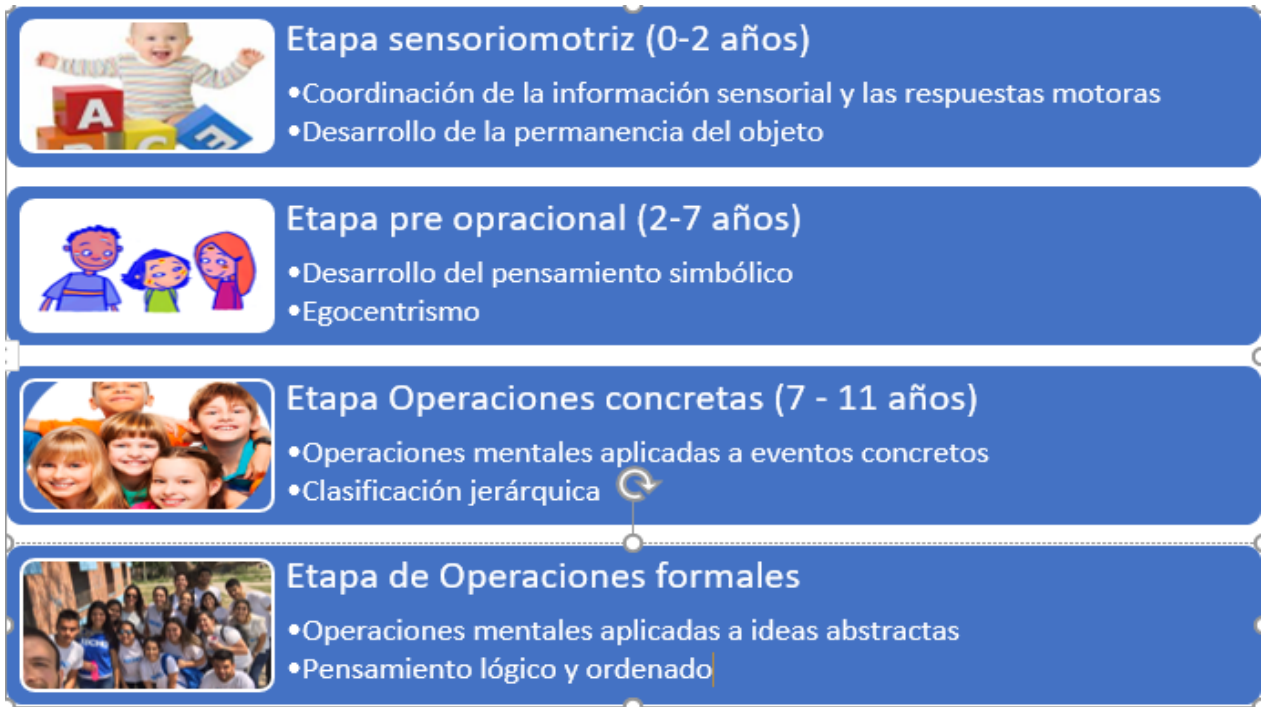 Etapa sensoriomotriz (0-2 años)
•Coordinación de la información sensorial y las respuestas motoras
•Desarrollo de la permanencia del objeto
A
Etapa pre opracional (2-7 años)
•Desarrollo del pensamiento simbólico
•Egocentrismo
Etapa Operaciones concretas (7 - 11 años)
•Operaciones mentales aplicadas a eventos concretos
•Clasificación jerárquica
Etapa de Operaciones formales
•Operaciones mentales aplicadas a ideas abstractas
•Pensamiento lógico y ordenado